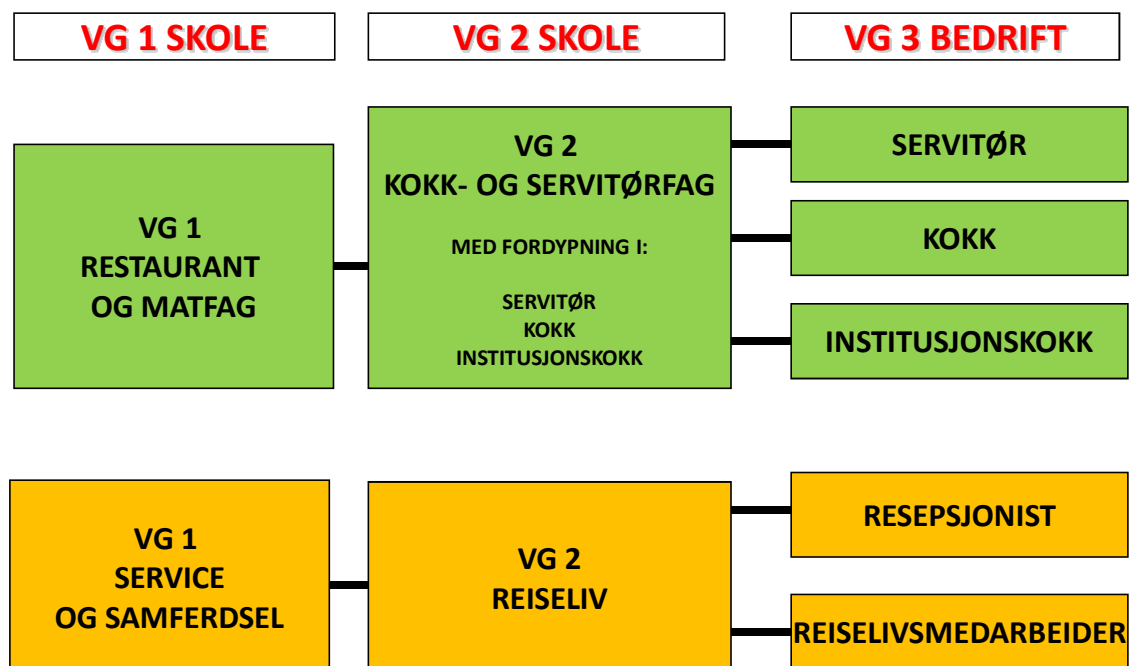 VG 1 SKOLE
VG 2 SKOLE
VG 3 BEDRIFT
VG 1
RESTAURANT
OG MATFAG
VG 2
KOKK- OG SERVITØRFAG
MED FORDYPNING I:
SERVITØR
KOKK
INSTITUSJONSKOKK
SERVITØR
KOKK
INSTITUSJONSKOKK
VG 1
SERVICE
OG SAMFERDSEL
VG 2
REISELIV
RESEPSJONIST
REISELIVSMEDARBEIDER